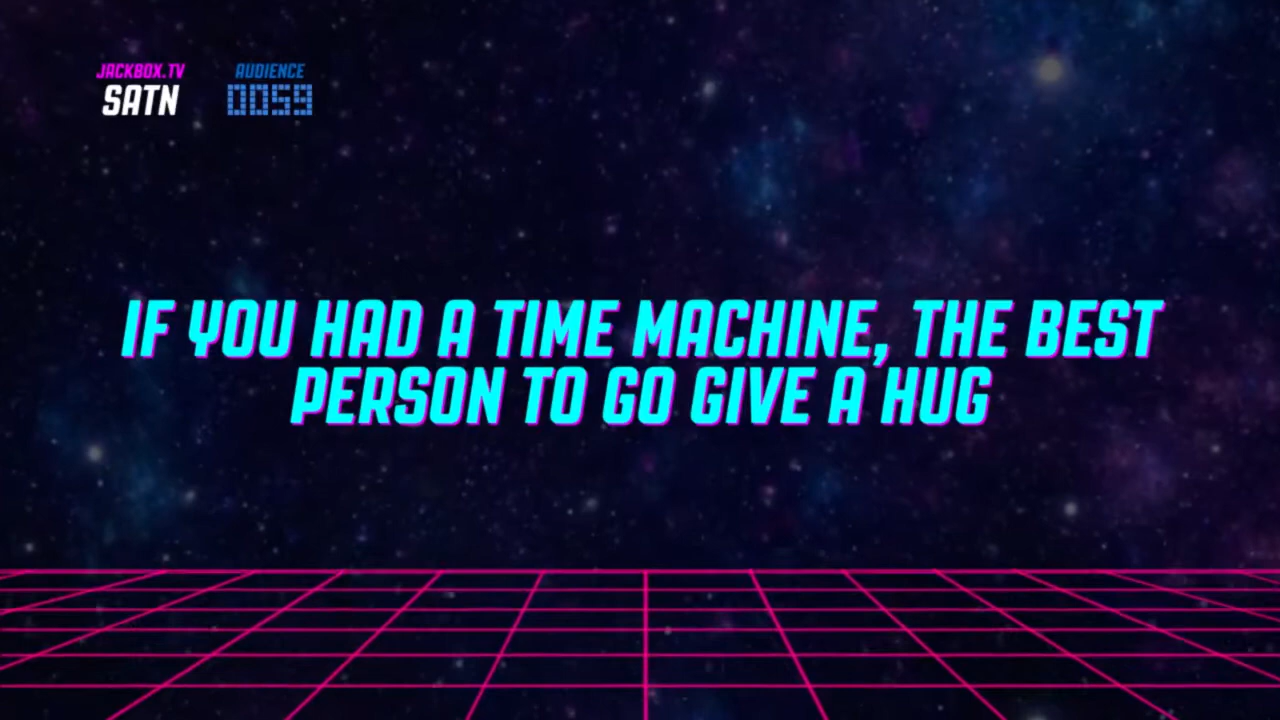 JACKBOX.TV AUDIENCE
SATN 0059
IF YOU HAD A TIME MACHINE, THE BEST
PERSON TO GO GIVE A HUG